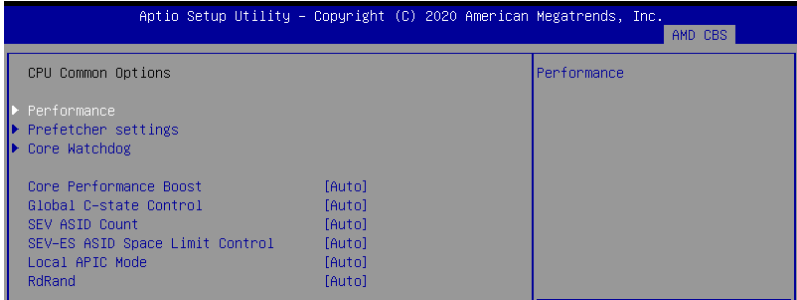 Aptio Setup Utility – Copyright (C) 2020 American Megatrends, Inc.
AMD CBS
CPU Common Options
Performance
Performance
Prefetcher settings
Core Watchdog
Core Performance Boost [Auto]
Global C-state Control [Auto]
SEV ASID Count [Auto]
SEV-ES ASID Space Limit Control [Auto]
Local APIC Mode [Auto]
RdRand [Auto]